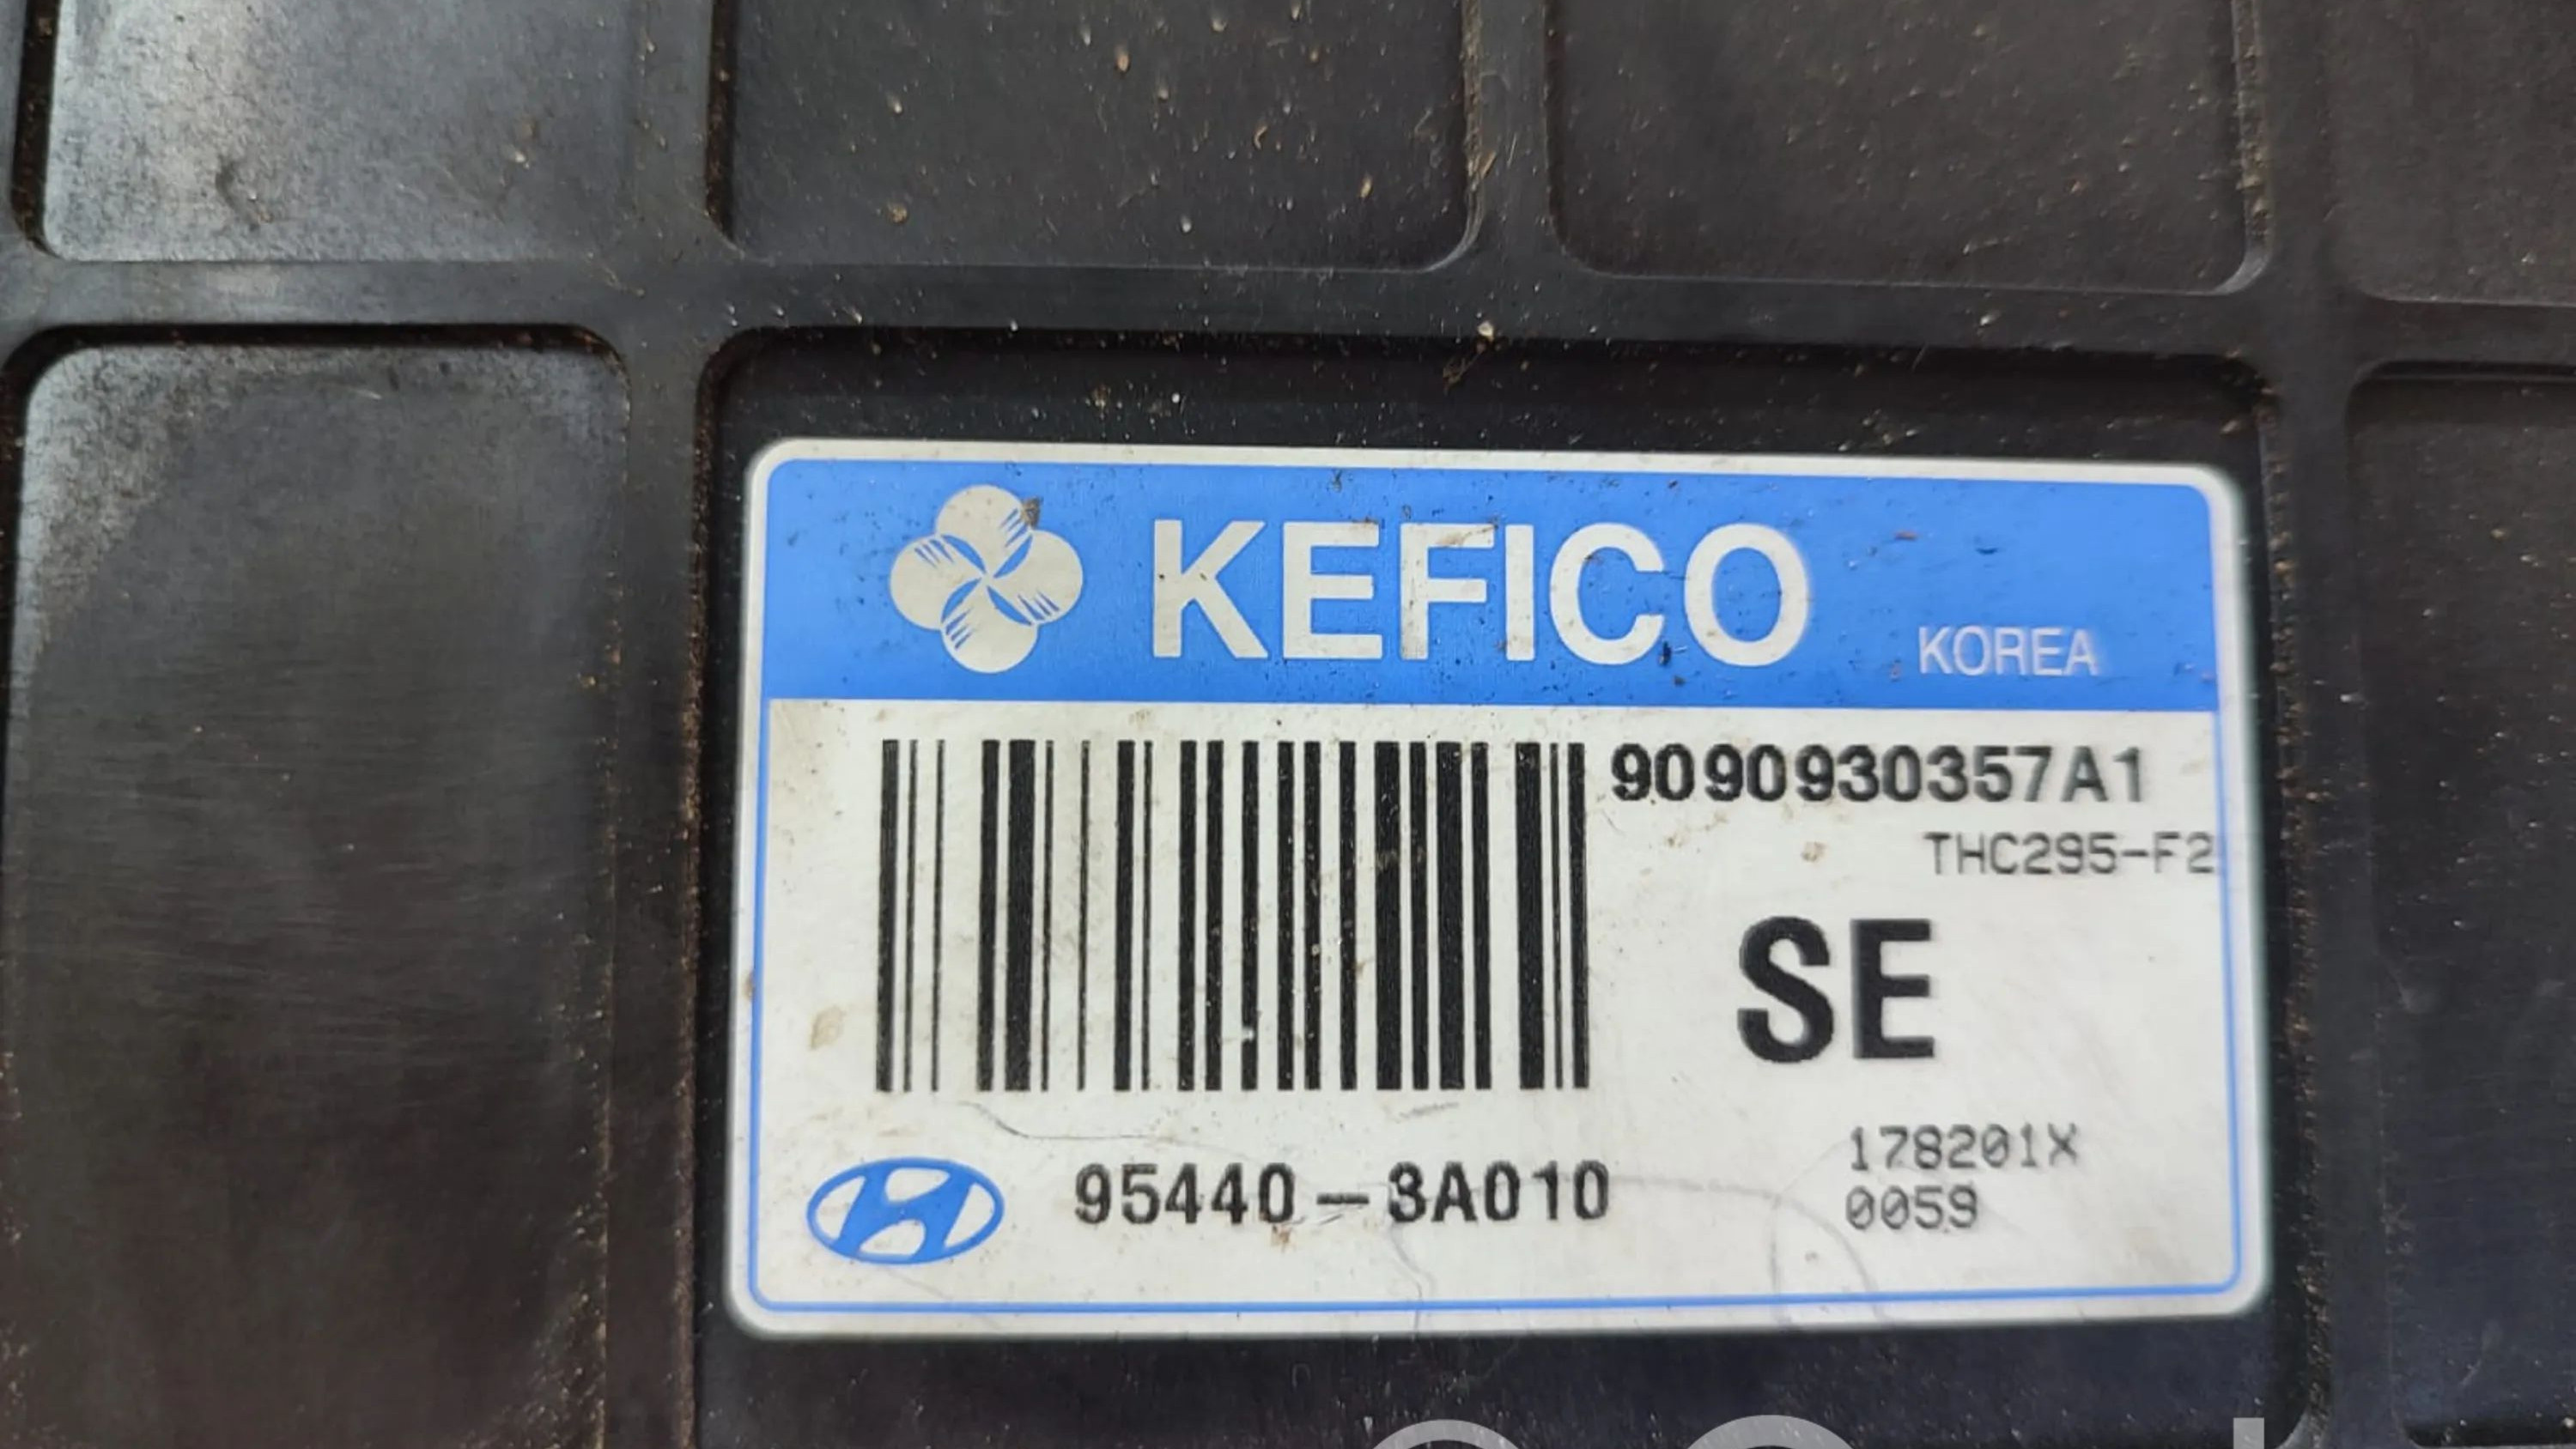 KEFICO KOREA
9090930357A1
THC295-F2
SE
178201X
95440-3A010
0059